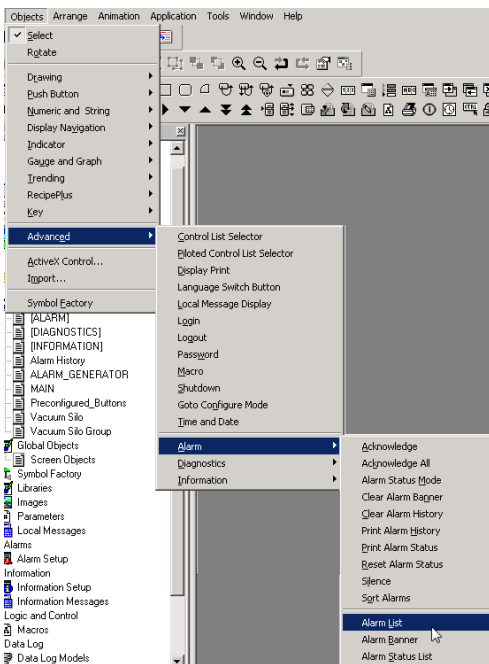 Objects Arrange Animation Application Tools Window Help
Select
Rotate
Drawing
Push Button
Numeric and String
Display Navigation
Indicator
Gauge and Graph
Trending
RecipePlus
Key
Advanced
ActiveX Control...
Import...
Symbol Factory
Control List Selector
Piloted Control List Selector
Display Print
Language Switch Button
Local Message Display
Login
Logout
Password
Macro
Shutdown
Goto Configure Mode
Time and Date
Alarm
Diagnostics
Information
Acknowledge
Acknowledge All
Alarm Status Mode
Clear Alarm Banner
Clear Alarm History
Print Alarm History
Print Alarm Status
Reset Alarm Status
Silence
Sort Alarms
Alarm List
Alarm Banner
Alarm Status List
[ALARM]
[DIAGNOSTICS]
[INFORMATION]
Alarm History
ALARM_GENERATOR
MAIN
Preconfigured_Buttons
Vacuum Silo
Vacuum Silo Group
Global Objects
Screen Objects
Symbol Factory
Libraries
Images
Parameters
Local Messages
Alarms
Alarm Setup
Information
Information Setup
Information Messages
Logic and Control
Macros
Data Log
Data Log Models